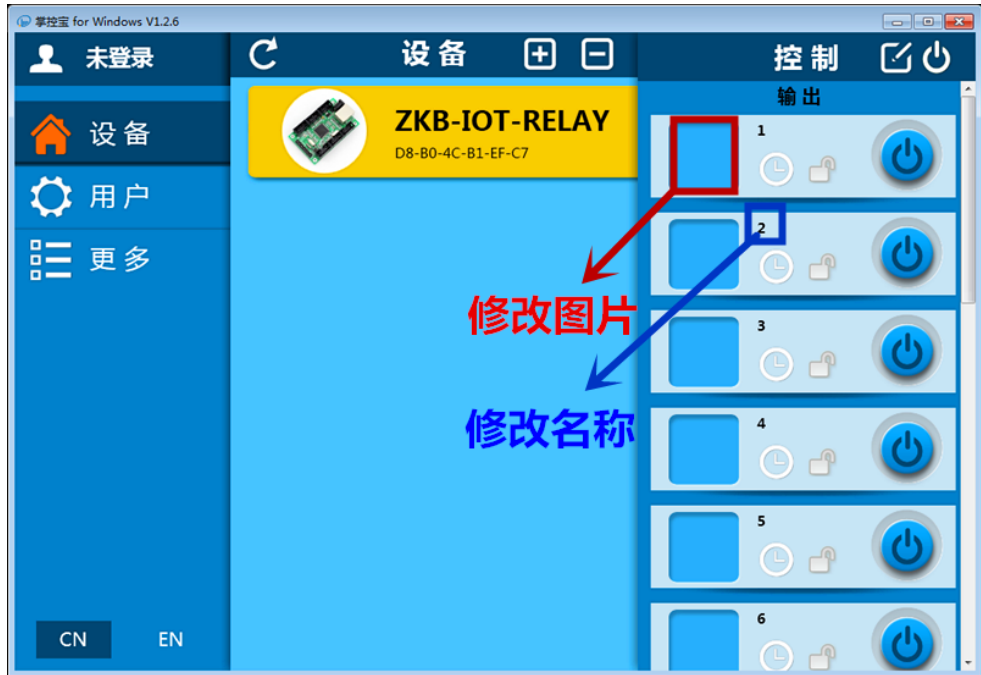 掌控宝 for Windows V1.2.6
未登录
设备
控制
设备
用户
更多
CN EN
ZKB-IOT-RELAY
D8-B0-4C-B1-EF-C7
修改图片
修改名称
输出
1
2
3
4
5
6